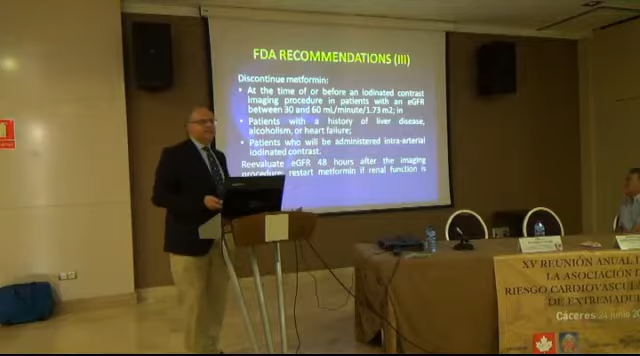 FDA RECOMMENDATIONS (III)
Discontinue metformin:
• At the time of or before an iodinated contrast
imaging procedure in patients with an eGFR
between 30 and 60 mL/minute/1.73 m2; in
• Patients with a history of liver disease,
alcoholism, or heart failure;
• Patients who will be administered intra-arterial
iodinated contrast.
Reevaluate eGFR 48 hours after the imaging
procedure; restart metformin if renal function is
XV REUNIÓN ANUAL
LA ASOCIACIÓN
RIESGO CARDIOVASCULA
DE EXTREMADU
Cáceres junio